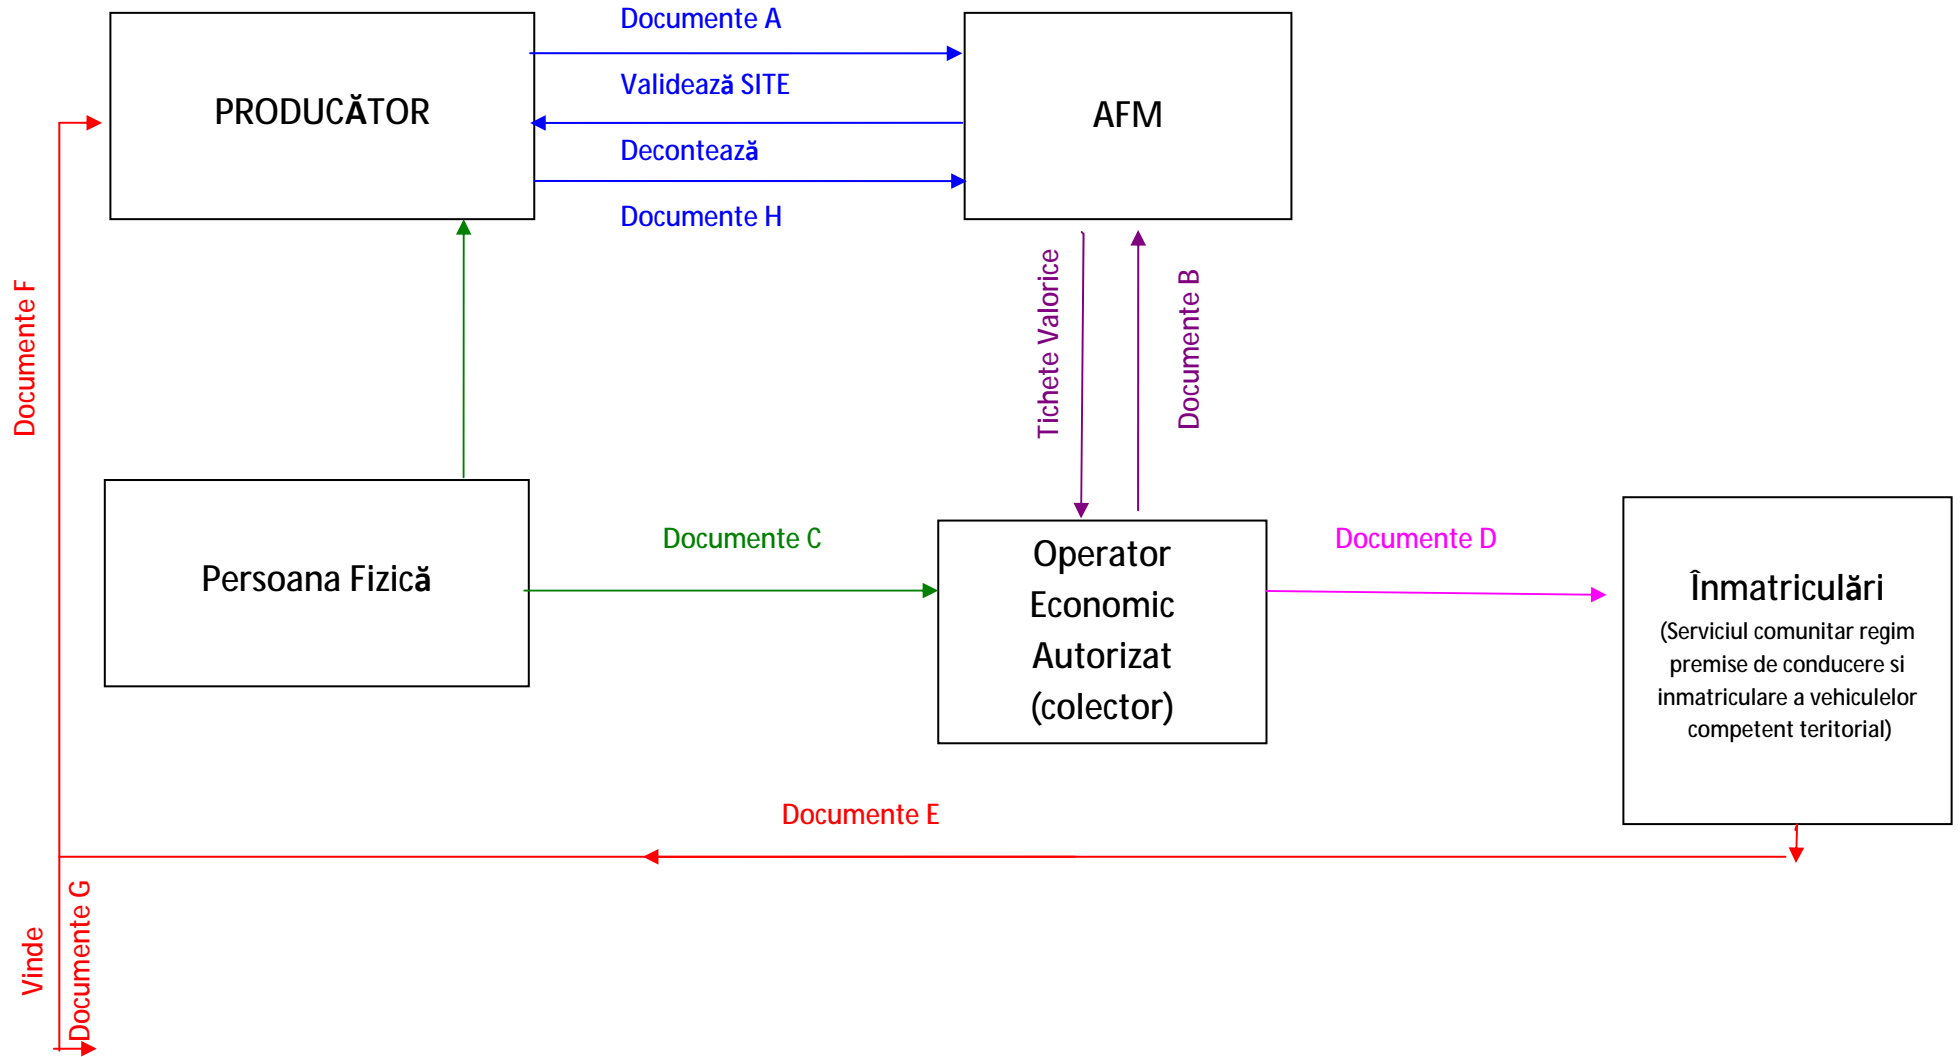 Documente A
PRODUCĂTOR
Validează SITE
AFM
Decontează
Documente H
Documente F
Tichete Valorice
Documente B
Persoana Fizică
Documente C
Operator
Economic
Autorizat
(colector)
Documente D
Înmatriculări
(Serviciul comunitar regim
premise de conducere si
inmatriculare a vehiculelor
competent teritorial)
Documente E
Vinde
Documente G